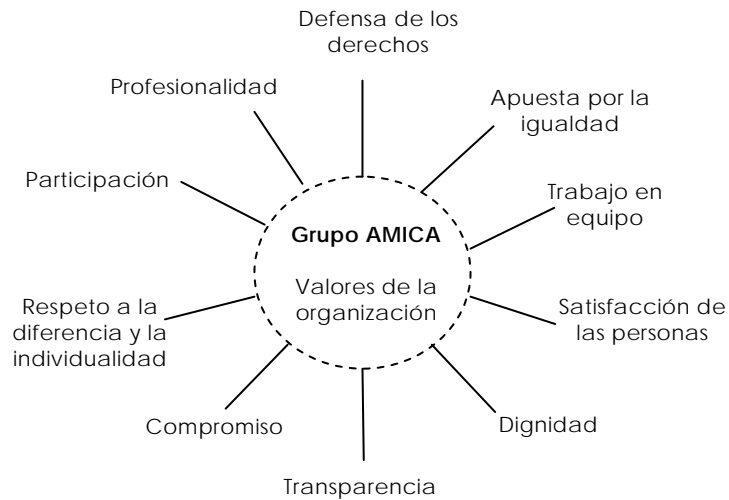 Defensa de los
derechos
Profesionalidad
Apuesta por la
igualdad
Participación
Trabajo en
equipo
Grupo AMICA
Valores de la
organización
Respeto a la
diferencia y la
individualidad
Satisfacción de
las personas
Compromiso
Dignidad
Transparencia